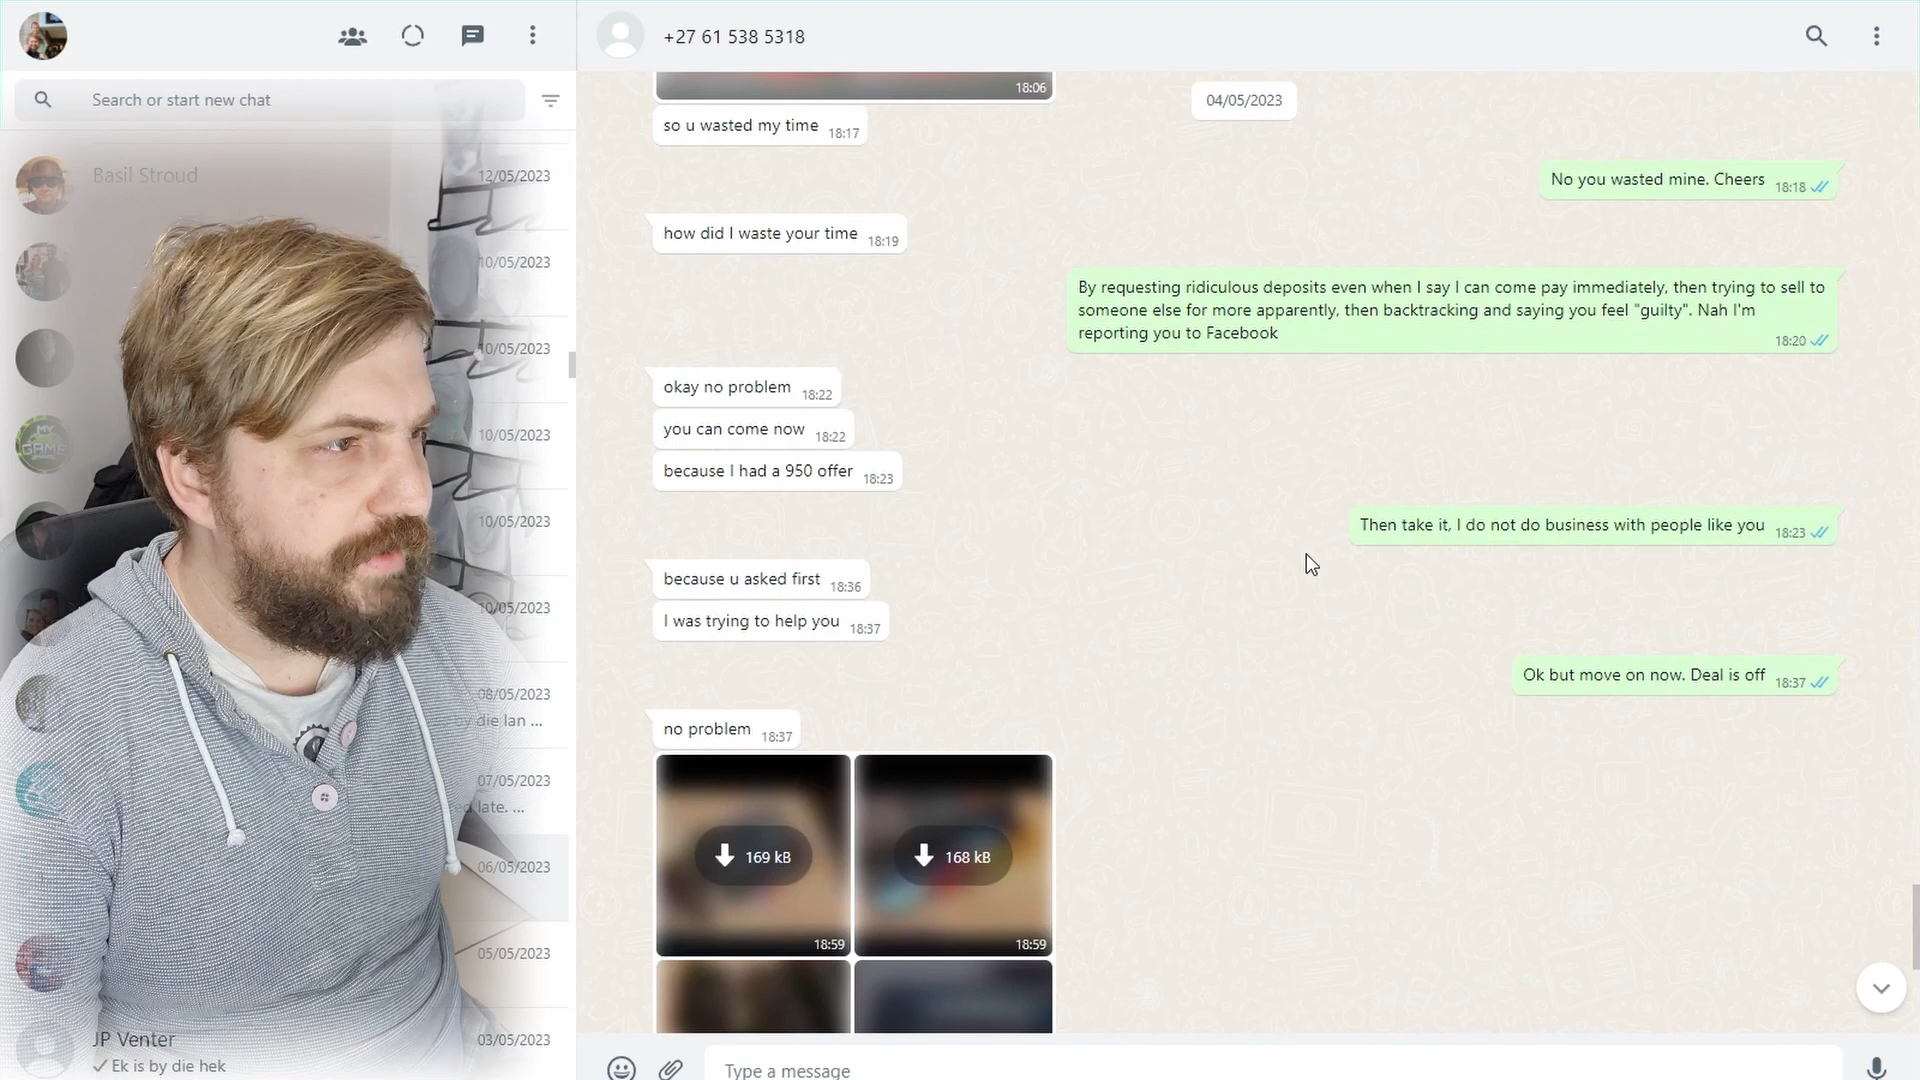 +27 61 538 5318
Search or start new chat
Basil Stroud
12/05/2023
10/05/2023
10/05/2023
MY
GAME
10/05/2023
10/05/2023
10/05/2023
08/05/2023
die lan ...
07/05/2023
late. ...
06/05/2023
05/05/2023
JP Venter
03/05/2023
Ek is by die hek
18:06
04/05/2023
so u wasted my time 18:17
No you wasted mine. Cheers 18:18
how did I waste your time 18:19
By requesting ridiculous deposits even when I say I can come pay immediately, then trying to sell to
someone else for more apparently, then backtracking and saying you feel "guilty". Nah I'm
reporting you to Facebook 18:20
okay no problem 18:22
you can come now 18:22
because I had a 950 offer 18:23
Then take it, I do not do business with people like you 18:23
because u asked first 18:36
I was trying to help you 18:37
Ok but move on now. Deal is off 18:37
no problem 18:37
169 kB
168 kB
18:59
18:59
Type a message